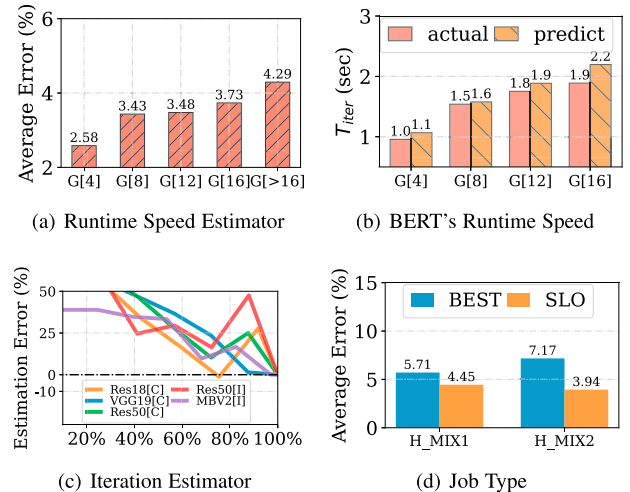 Average Error (%)
6
4
2
2.58
3.43
3.48
3.73
4.29
G[4] G[8] G[12] G[16] G[>16]
(a) Runtime Speed Estimator
T_iter (sec)
3
2
1
actual predict
1.0 1.1
1.5 1.6
1.8 1.9
1.9 2.2
G[4] G[8] G[12] G[16]
(b) BERT's Runtime Speed
Estimation Error (%)
50
25
0
-10
Res18[C] Res50[I]
VGG19[C] MBV2[I]
Res50[C]
20% 40% 60% 80% 100%
(c) Iteration Estimator
Average Error (%)
15
10
5
0
BEST SLO
5.71 4.45
7.17 3.94
H_MIX1 H_MIX2
(d) Job Type